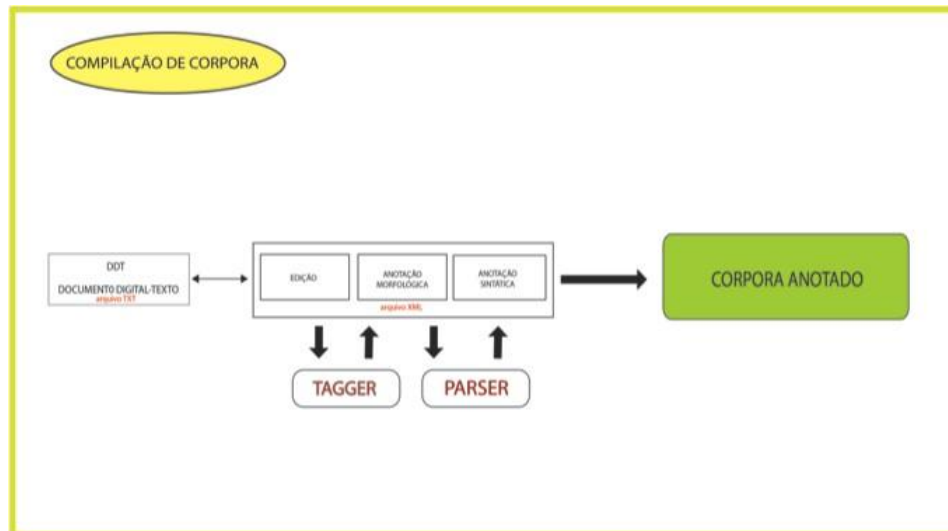 COMPILAÇÃO DE CORPORA
DDT
DOCUMENTO DIGITAL-TEXTO
arquivo TXT
EDIÇÃO
ANOTAÇÃO
MORFOLÓGICA
ANOTAÇÃO
SINTÁTICA
arquivo XML
CORPORA ANOTADO
TAGGER
PARSER